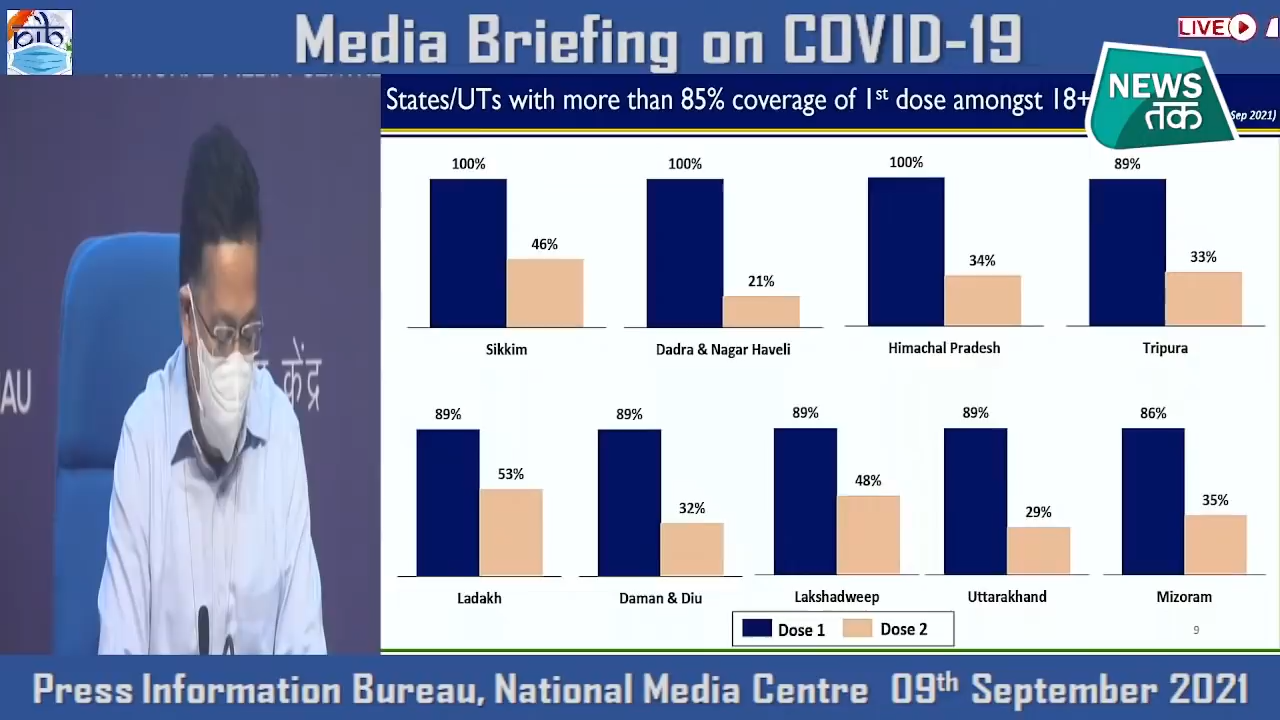 pib
Media Briefing on COVID-19
LIVE
NEWS
तक
States/UTs with more than 85% coverage of 1st dose amongst 18+
Sep 2021)
100%
46%
Sikkim
100%
21%
Dadra & Nagar Haveli
100%
34%
Himachal Pradesh
89%
33%
Tripura
89%
53%
Ladakh
89%
32%
Daman & Diu
89%
48%
Lakshadweep
89%
29%
Uttarakhand
86%
35%
Mizoram
Dose 1
Dose 2
9
AU
केंद्र
Press Information Bureau, National Media Centre 09th September 2021